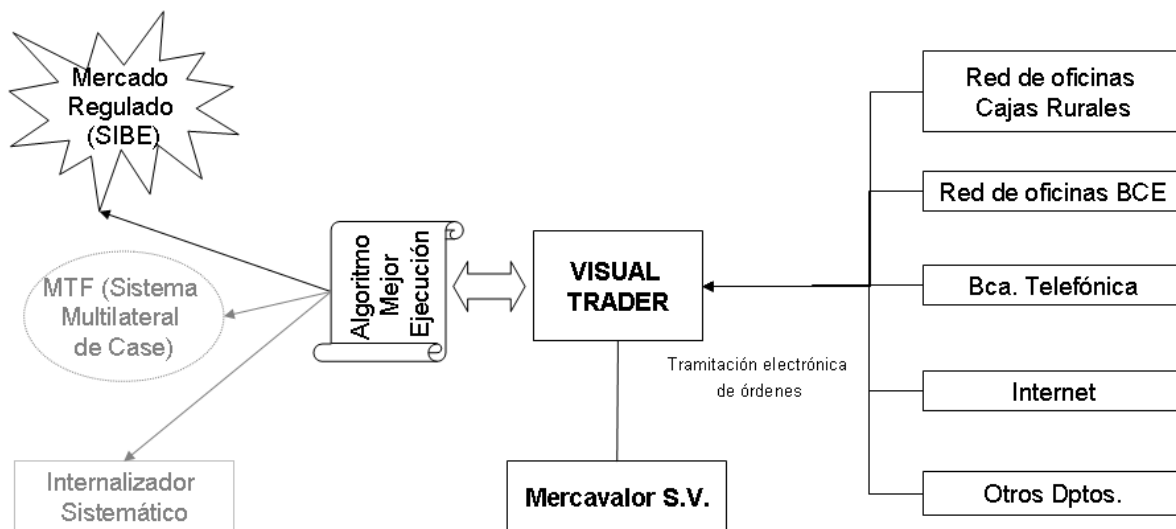 Mercado
Regulado
(SIBE)
MTF (Sistema
Multilateral
de Case)
Internalizador
Sistemático
Algoritmo
Mejor
Ejecución
VISUAL
TRADER
Tramitación electrónica
de órdenes
Mercavalor S.V.
Red de oficinas
Cajas Rurales
Red de oficinas BCE
Bca. Telefónica
Internet
Otros Dptos.